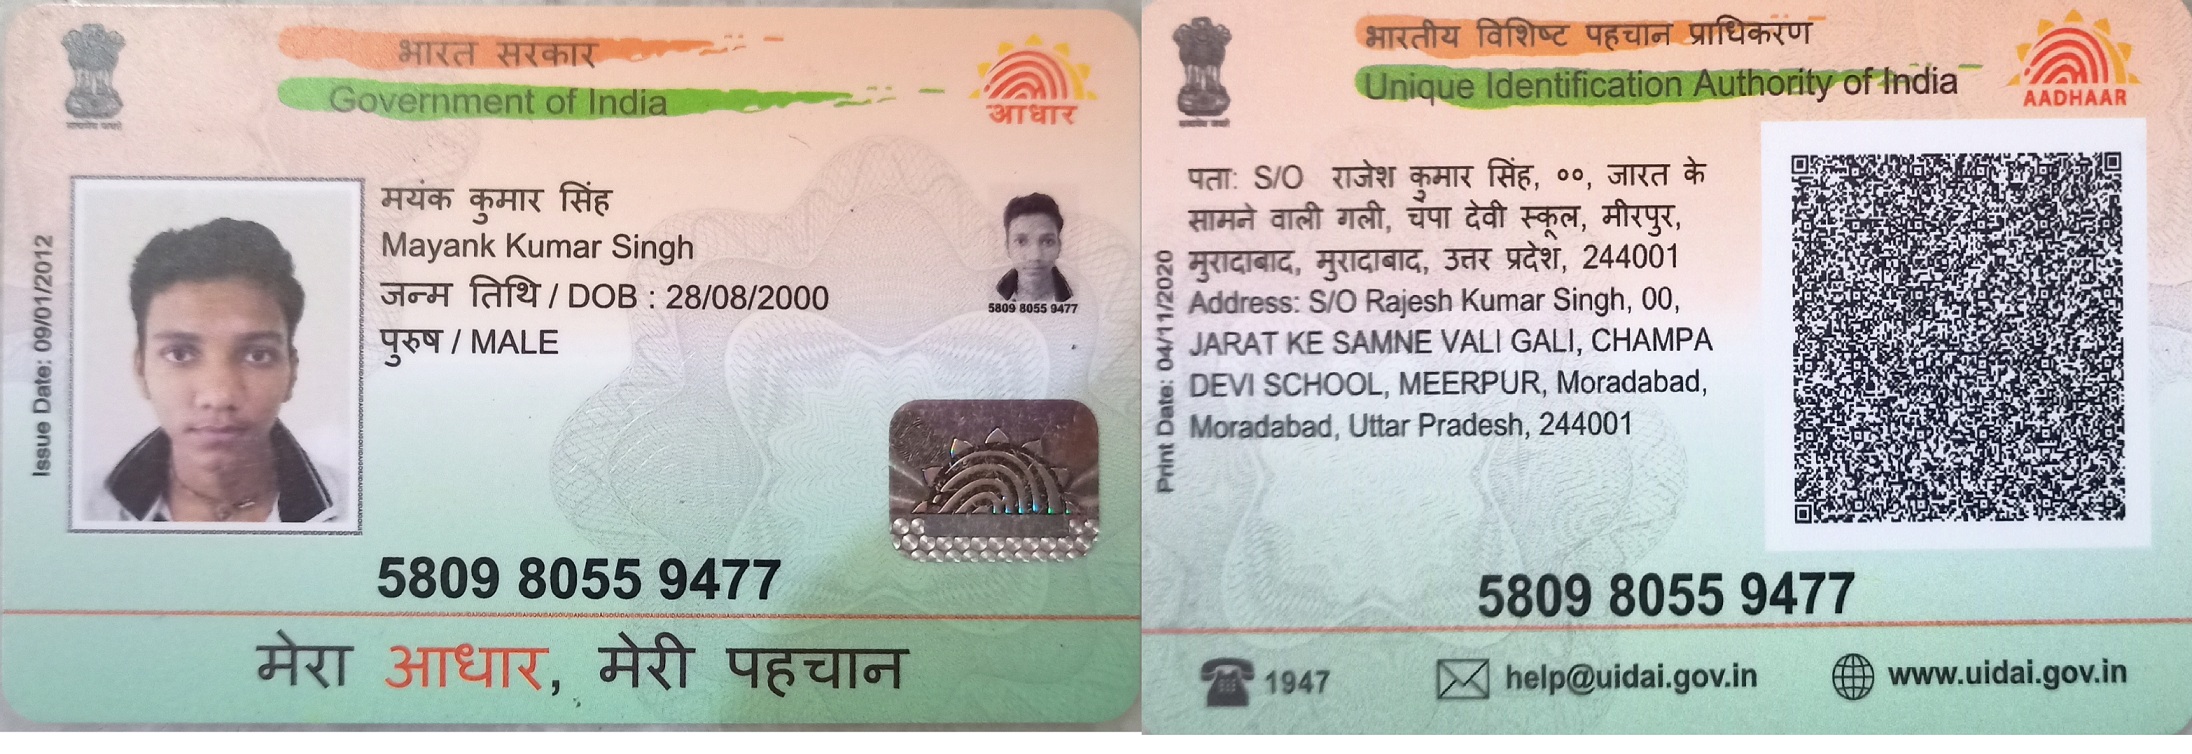 भारत सरकार
Government of India
आधार
Issue Date: 09/01/2012
मयंक कुमार सिंह
Mayank Kumar Singh
जन्म तिथि / DOB : 28/08/2000
पुरुष / MALE
5809 8055 9477
5809 8055 9477
मेरा आधार, मेरी पहचान
भारतीय विशिष्ट पहचान प्राधिकरण
Unique Identification Authority of India
AADHAAR
Print Date: 04/11/2020
पता: S/O राजेश कुमार सिंह, ००, जारत के
सामने वाली गली, चंपा देवी स्कूल, मीरपुर,
मुरादाबाद, मुरादाबाद, उत्तर प्रदेश, 244001
Address: S/O Rajesh Kumar Singh, 00,
JARAT KE SAMNE VALI GALI, CHAMPA
DEVI SCHOOL, MEERPUR, Moradabad,
Moradabad, Uttar Pradesh, 244001
5809 8055 9477
1947
help@uidai.gov.in
www.uidai.gov.in